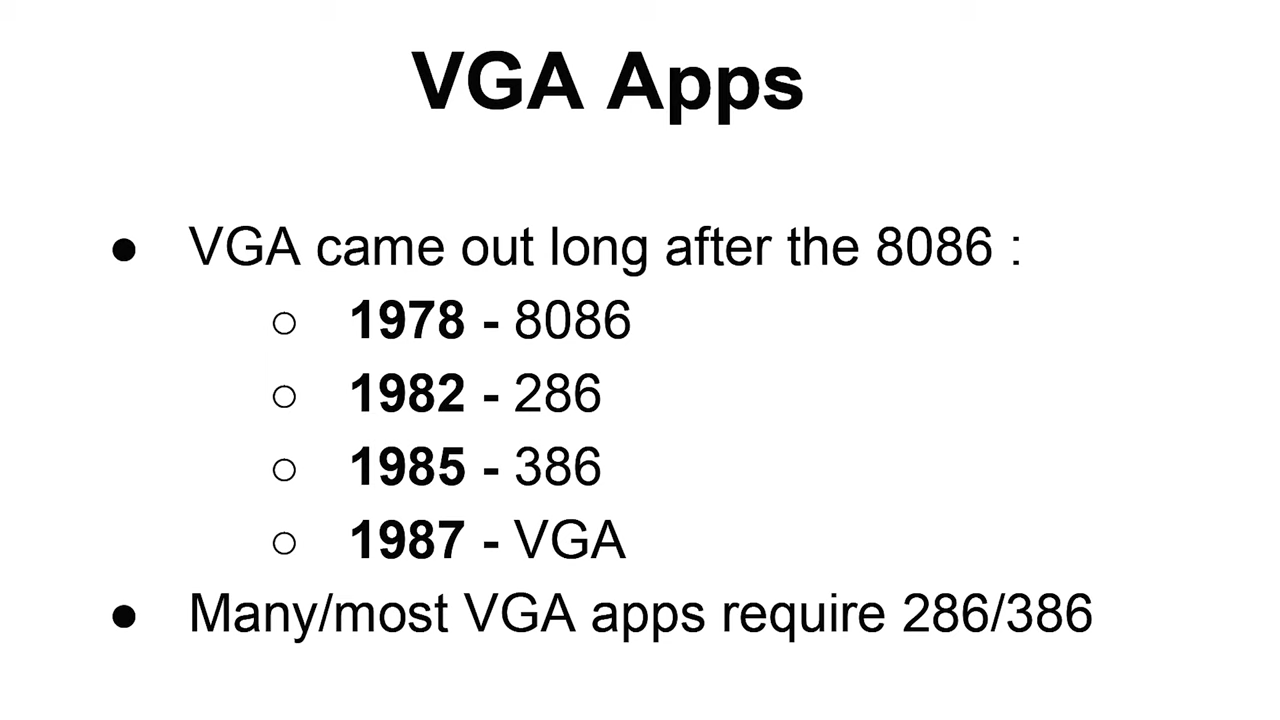 VGA Apps
● VGA came out long after the 8086 :
○ 1978 - 8086
○ 1982 - 286
○ 1985 - 386
○ 1987 - VGA
● Many/most VGA apps require 286/386